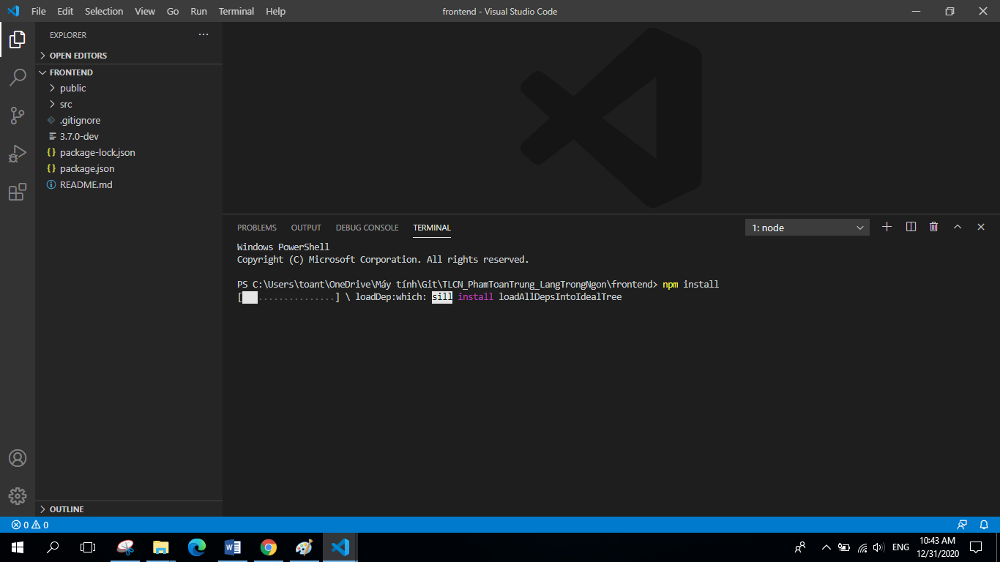 File Edit Selection View Go Run Terminal Help
frontend - Visual Studio Code
EXPLORER
OPEN EDITORS
FRONTEND
public
src
.gitignore
3.7.0-dev
package-lock.json
package.json
README.md
OUTLINE
PROBLEMS OUTPUT DEBUG CONSOLE TERMINAL
1: node
Windows PowerShell
Copyright (C) Microsoft Corporation. All rights reserved.
PS C:\Users\toant\OneDrive\Máy tính\Git\TLCN_PhamToanTrung_LangTrongNgon\frontend> npm install
[ ...............] \ loadDep:which: sill install loadAllDepsIntoIdealTree
0 0
ENG
10:43 AM
12/31/2020